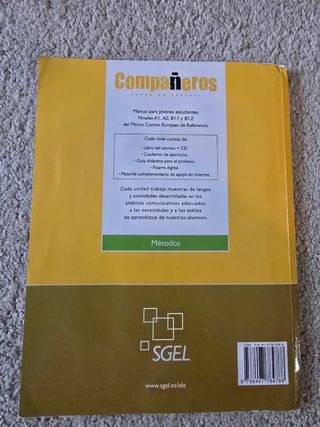 Compañeros
CURSO DE ESPAÑOL
Manual para jóvenes estudiantes.
Niveles A1, A2, B1.1 y B1.2
del Marco Común Europeo de Referencia.
Cada nivel consta de:
- Libro del alumno + CD.
- Cuaderno de ejercicios.
- Guía didáctica para el profesor.
- Pizarra digital.
- Material complementario de apoyo en internet.
Cada unidad trabaja muestras de lengua
y actividades desarrolladas en los
ámbitos comunicativos adecuados
a las necesidades y a los estilos
de aprendizaje de nuestros alumnos.
Métodos
SGEL
www.sgel.es/ele